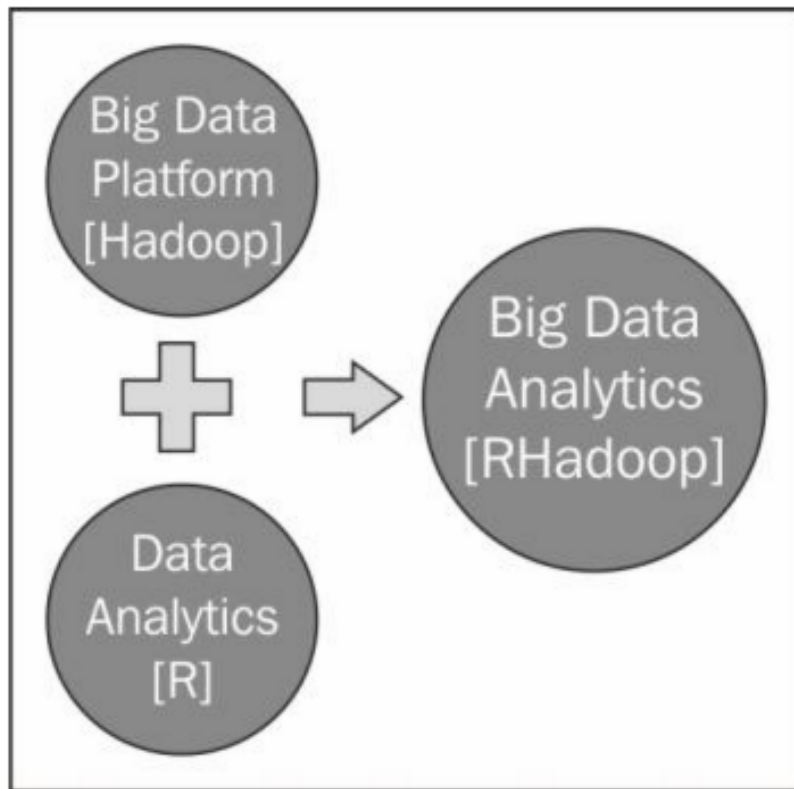 Big Data
Platform
[Hadoop]
Data
Analytics
[R]
Big Data
Analytics
[RHadoop]